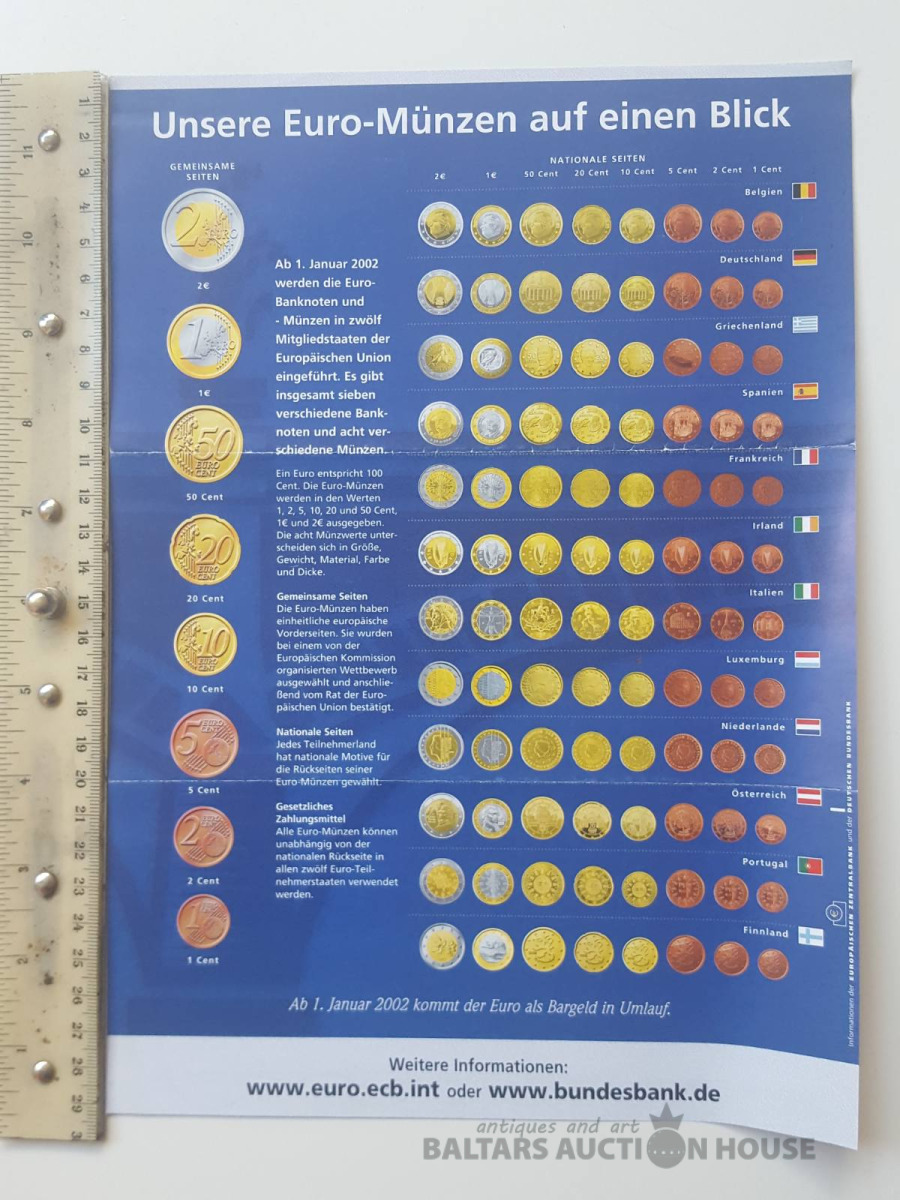 Unsere Euro-Münzen auf einen Blick
GEMEINSAME
SEITEN
2€
1€
50 Cent
20 Cent
10 Cent
5 Cent
2 Cent
1 Cent
Ab 1. Januar 2002
werden die Euro-
Banknoten und
- Münzen in zwölf
Mitgliedstaaten der
Europäischen Union
eingeführt. Es gibt
insgesamt sieben
verschiedene Bank-
noten und acht ver-
schiedene Münzen.
Ein Euro entspricht 100
Cent. Die Euro-Münzen
werden in den Werten
1, 2, 5, 10, 20 und 50 Cent,
1€ und 2€ ausgegeben.
Die acht Münzwerte unter-
scheiden sich in Größe,
Gewicht, Material, Farbe
und Dicke.
Gemeinsame Seiten
Die Euro-Münzen haben
einheitliche europäische
Vorderseiten. Sie wurden
bei einem von der
Europäischen Kommission
organisierten Wettbewerb
ausgewählt und anschlie-
ßend vom Rat der Euro-
päischen Union bestätigt.
Nationale Seiten
Jedes Teilnehmerland
hat nationale Motive für
die Rückseiten seiner
Euro-Münzen gewählt.
Gesetzliches
Zahlungsmittel
Alle Euro-Münzen können
unabhängig von der
nationalen Rückseite in
allen zwölf Euro-Teil-
nehmerstaaten verwendet
werden.
NATIONALE SEITEN
2€ 1€ 50 Cent 20 Cent 10 Cent 5 Cent 2 Cent 1 Cent
Belgien
Deutschland
Griechenland
Spanien
Frankreich
Irland
Italien
Luxemburg
Niederlande
Österreich
Portugal
Finnland
Informationen der EUROPÄISCHEN ZENTRALBANK und der DEUTSCHEN BUNDESBANK
Ab 1. Januar 2002 kommt der Euro als Bargeld in Umlauf.
Weitere Informationen:
www.euro.ecb.int oder www.bundesbank.de
antiques and art
BALTARS AUCTION HOUSE